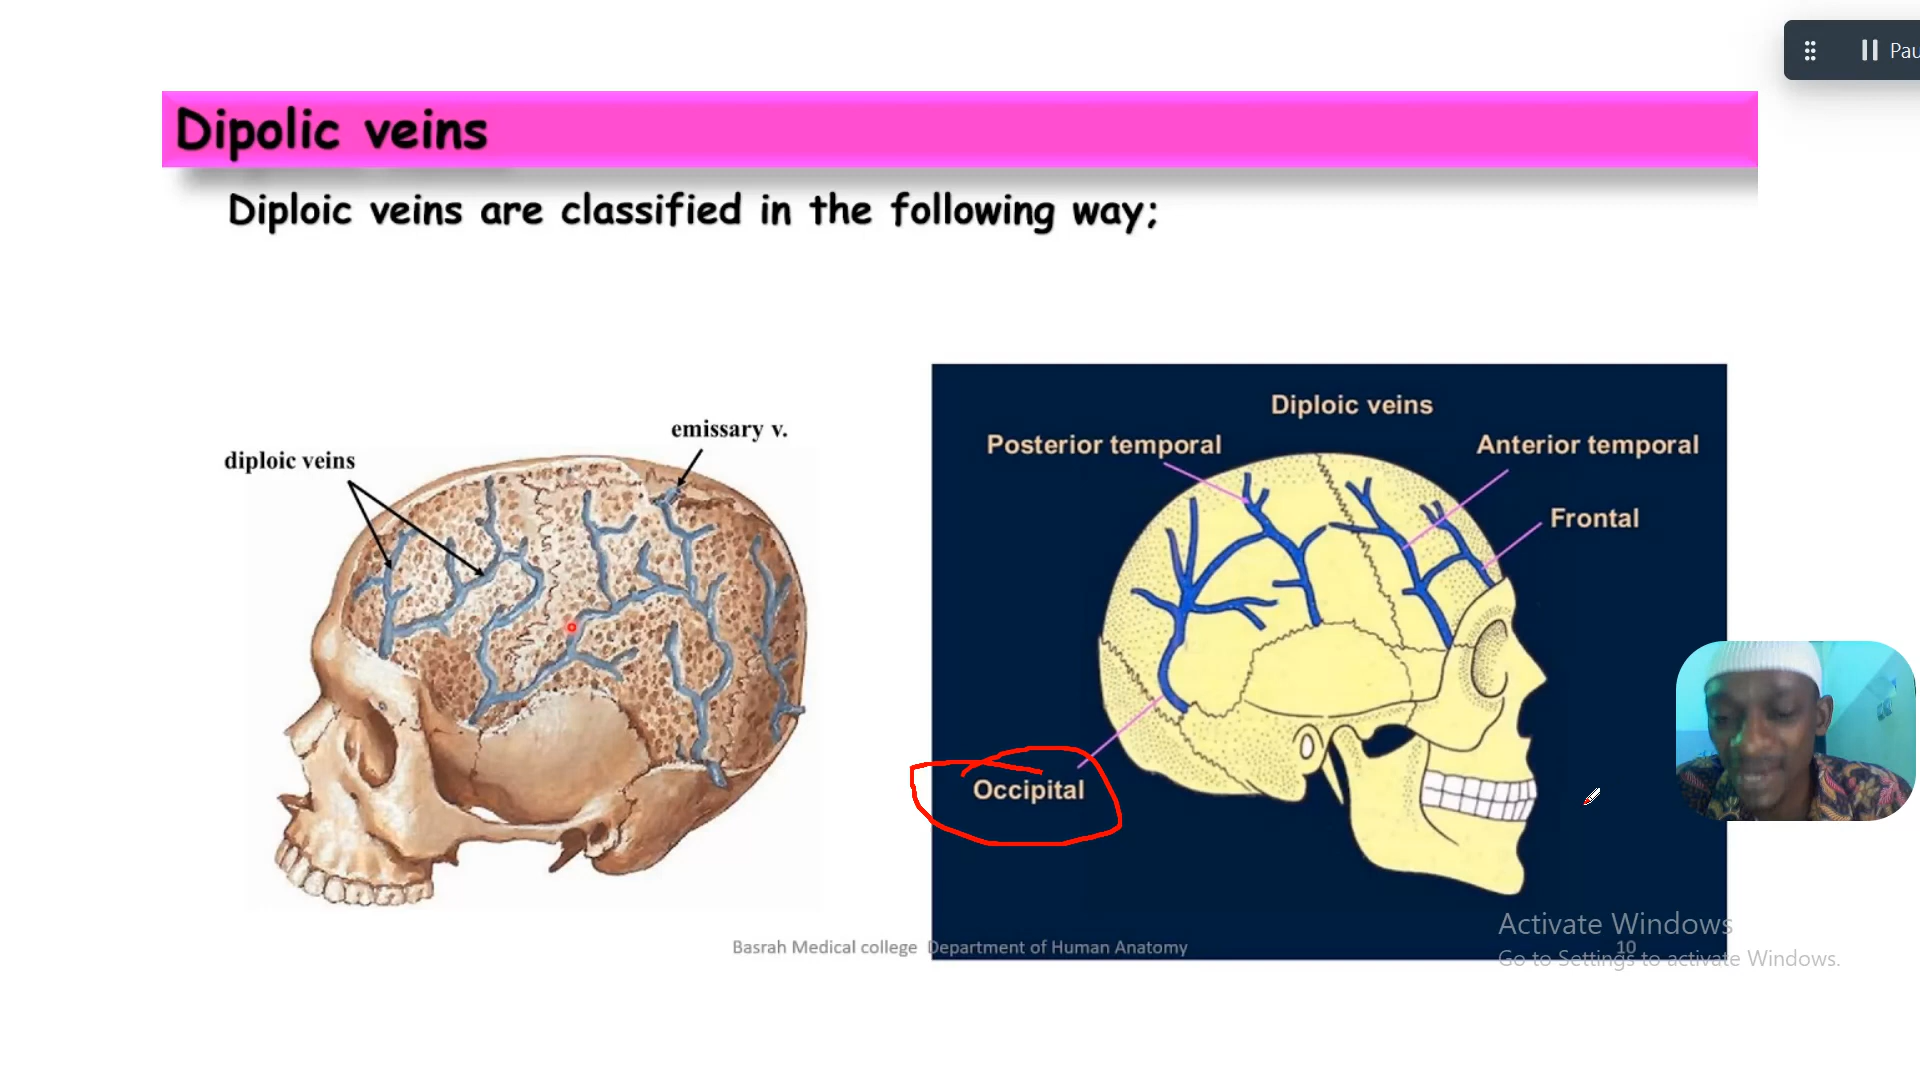 Pau
Dipolic veins
Diploic veins are classified in the following way;
emissary v.
diploic veins
Diploic veins
Posterior temporal
Anterior temporal
Frontal
Occipital
Basrah Medical college Department of Human Anatomy
10
Activate Windows
Go to Settings to activate Windows.